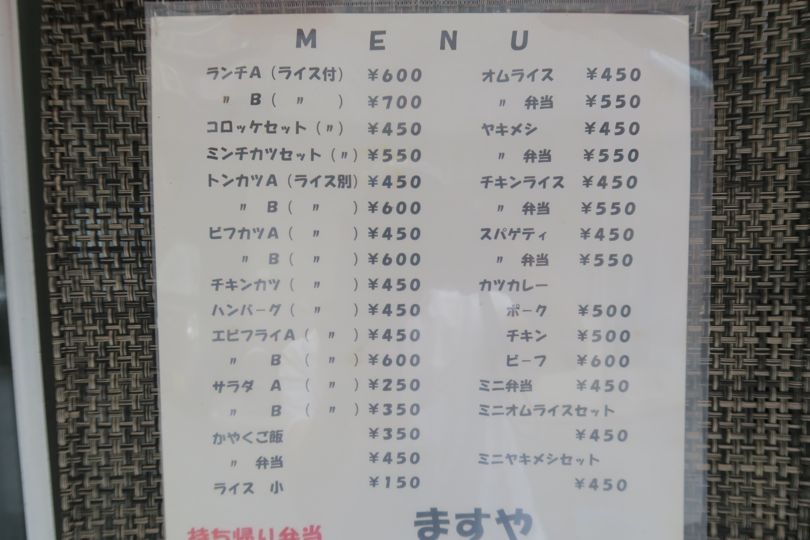 MENU
ランチA（ライス付） ￥600
〃 B（ 〃 ） ￥700
コロッケセット（〃） ￥450
ミンチカツセット（〃） ￥550
トンカツA（ライス別） ￥450
〃 B（ 〃 ） ￥600
ビフカツA（ 〃 ） ￥450
〃 B（ 〃 ） ￥600
チキンカツ（ 〃 ） ￥450
ハンバーグ（ 〃 ） ￥450
エビフライA（ 〃 ） ￥450
〃 B（ 〃 ） ￥600
サラダ A（ 〃 ） ￥250
〃 B（ 〃 ） ￥350
かやくご飯 ￥350
〃 弁当 ￥450
ライス 小 ￥150
オムライス ￥450
〃 弁当 ￥550
ヤキメシ ￥450
〃 弁当 ￥550
チキンライス ￥450
〃 弁当 ￥550
スパゲティ ￥450
〃 弁当 ￥550
カツカレー
ポーク ￥500
チキン ￥500
ビーフ ￥600
ミニ弁当 ￥450
ミニオムライスセット
￥450
ミニヤキメシセット
￥450
持ち帰り弁当
ますや